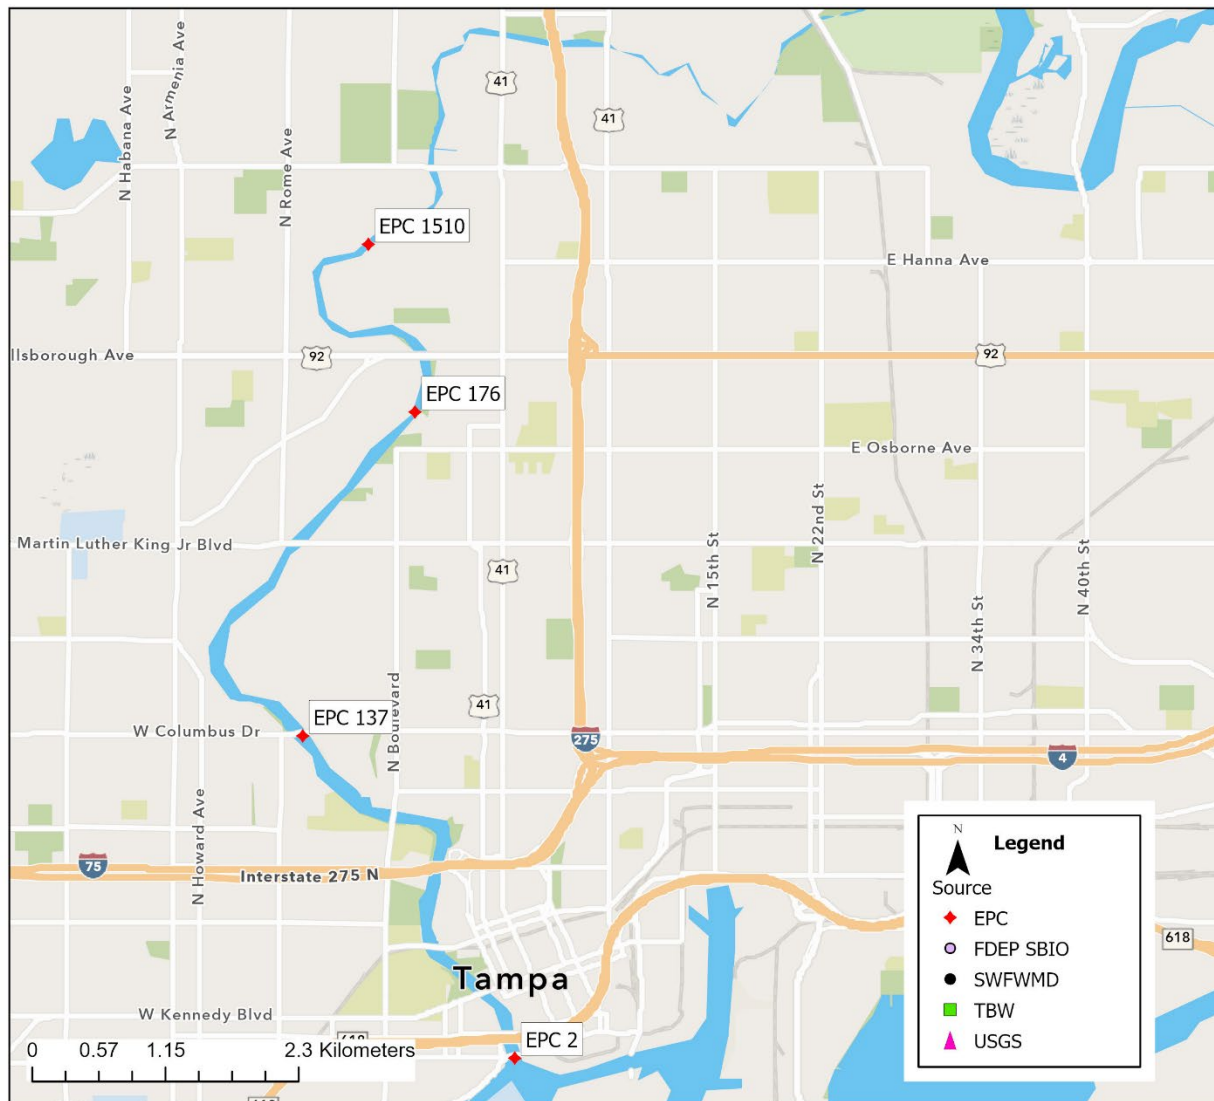 41
N Armenia Ave
N Habana Ave
N Rome Ave
41
EPC 1510
E Hanna Ave
llsborough Ave
92
92
EPC 176
E Osborne Ave
N 22nd St
Martin Luther King Jr Blvd
N 15th St
N 40th St
41
N 34th St
EPC 137
41
W Columbus Dr
N Boulevard
275
4
N Howard Ave
75
Interstate 275 N
N
Legend
Source
EPC
FDEP SBIO
SWFWMD
TBW
USGS
618
Tampa
W Kennedy Blvd
618
EPC 2
0 0.57 1.15 2.3 Kilometers